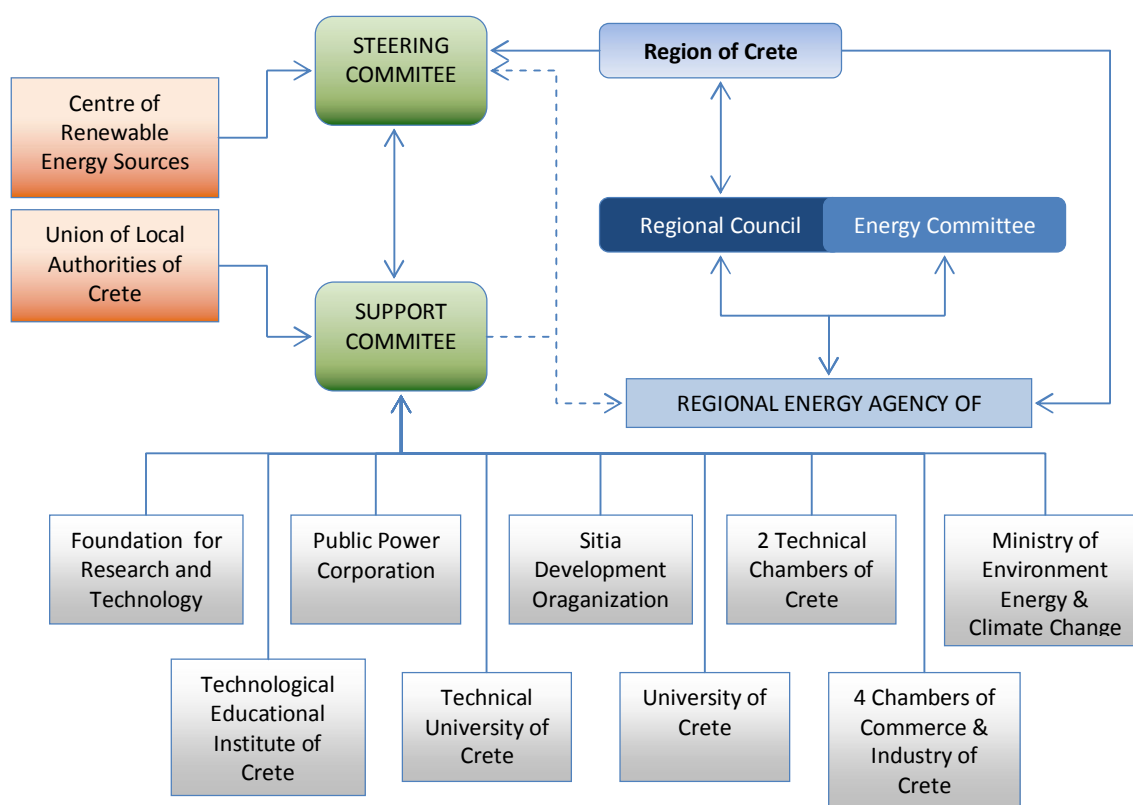 STEERING
COMMITEE
Region of Crete
Centre of
Renewable
Energy Sources
Union of Local
Authorities of
Crete
Regional Council
Energy Committee
SUPPORT
COMMITEE
REGIONAL ENERGY AGENCY OF
Foundation for
Research and
Technology
Public Power
Corporation
Sitia
Development
Oraganization
2 Technical
Chambers of
Crete
Ministry of
Environment
Energy &
Climate Change
Technological
Educational
Institute of
Crete
Technical
University of
Crete
University of
Crete
4 Chambers of
Commerce &
Industry of
Crete